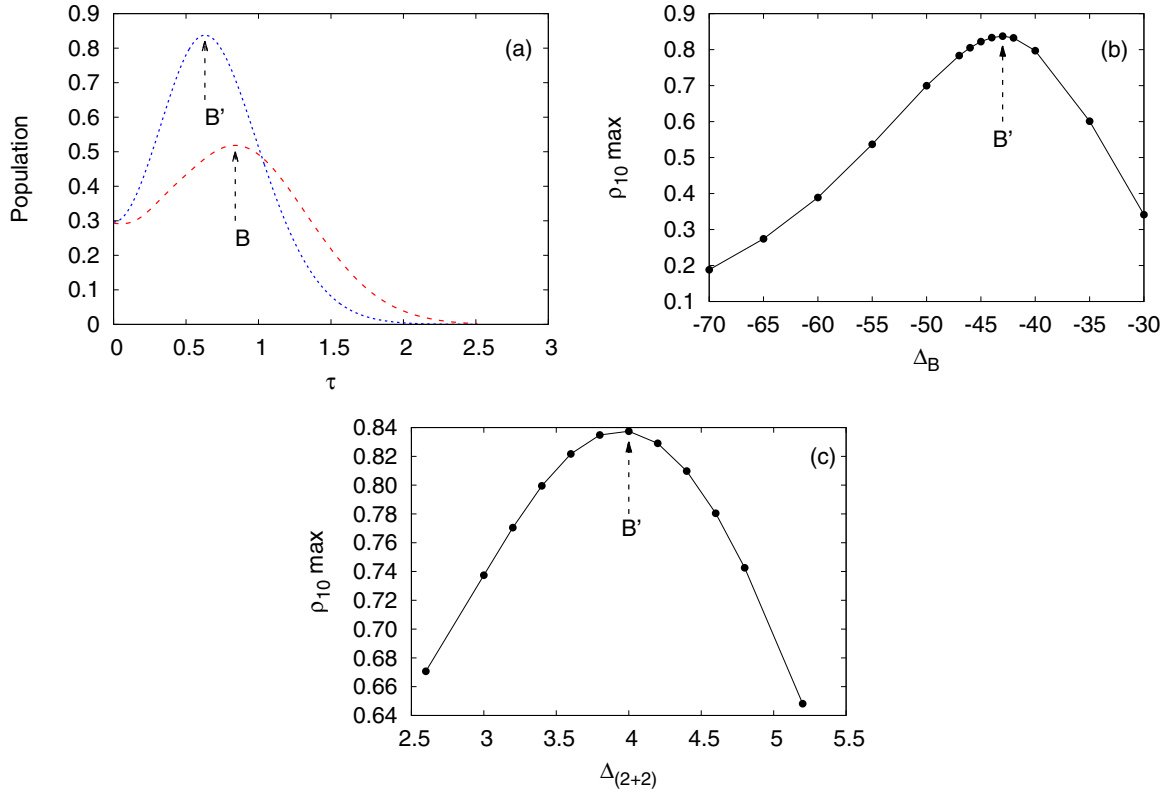 (a)
Population
0.9
0.8
0.7
0.6
0.5
0.4
0.3
0.2
0.1
0
B'
B
0 0.5 1 1.5 2 2.5 3
τ
(b)
ρ10 max
0.9
0.8
0.7
0.6
0.5
0.4
0.3
0.2
0.1
B'
-70 -65 -60 -55 -50 -45 -40 -35 -30
ΔB
(c)
ρ10 max
0.84
0.82
0.80
0.78
0.76
0.74
0.72
0.70
0.68
0.66
0.64
B'
2.5 3 3.5 4 4.5 5 5.5
Δ(2+2)